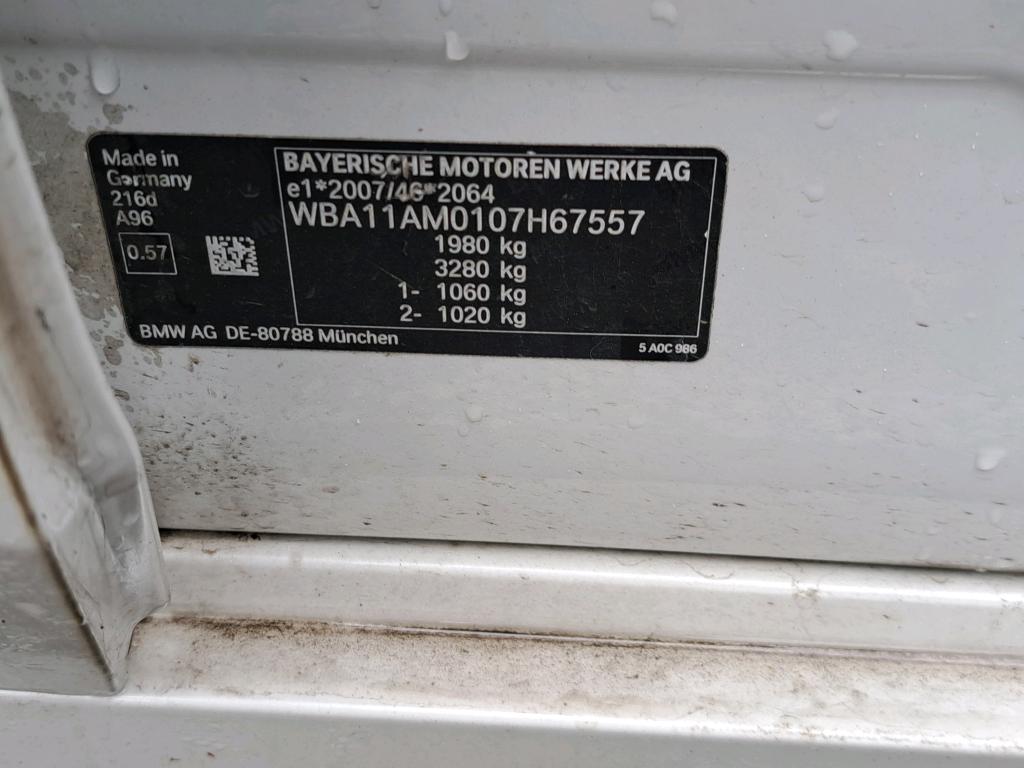 Made in
Germany
216d
A96
0.57
BAYERISCHE MOTOREN WERKE AG
e1*2007/46*2064
WBA11AM0107H67557
1980 kg
3280 kg
1- 1060 kg
2- 1020 kg
BMW AG DE-80788 München
5 A0C 986